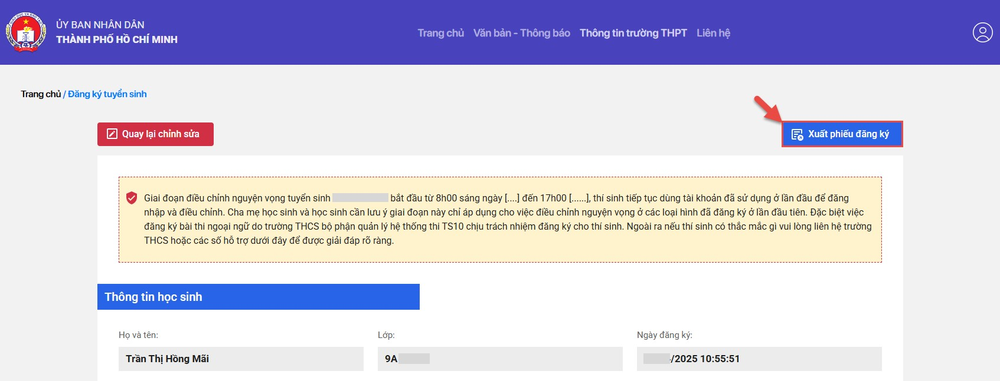 ỦY BAN NHÂN DÂN
THÀNH PHỐ HỒ CHÍ MINH
Trang chủ Văn bản - Thông báo Thông tin trường THPT Liên hệ
Trang chủ / Đăng ký tuyển sinh
Quay lại chỉnh sửa
Xuất phiếu đăng ký
Giai đoạn điều chỉnh nguyện vọng tuyển sinh bắt đầu từ 8h00 sáng ngày [....] đến 17h00 [......], thí sinh tiếp tục dùng tài khoản đã sử dụng ở lần đầu để đăng
nhập và điều chỉnh. Cha mẹ học sinh và học sinh cần lưu ý giai đoạn này chỉ áp dụng cho việc điều chỉnh nguyện vọng ở các loại hình đã đăng ký ở lần đầu tiên. Đặc biệt việc
đăng ký bài thi ngoại ngữ do trường THCS bộ phận quản lý hệ thống thi TS10 chịu trách nhiệm đăng ký cho thí sinh. Ngoài ra nếu thí sinh có thắc mắc gì vui lòng liên hệ trường
THCS hoặc các số hỗ trợ dưới đây để được giải đáp rõ ràng.
Thông tin học sinh
Họ và tên:
Lớp:
Ngày đăng ký:
Trần Thị Hồng Mãi
9A
/2025 10:55:51